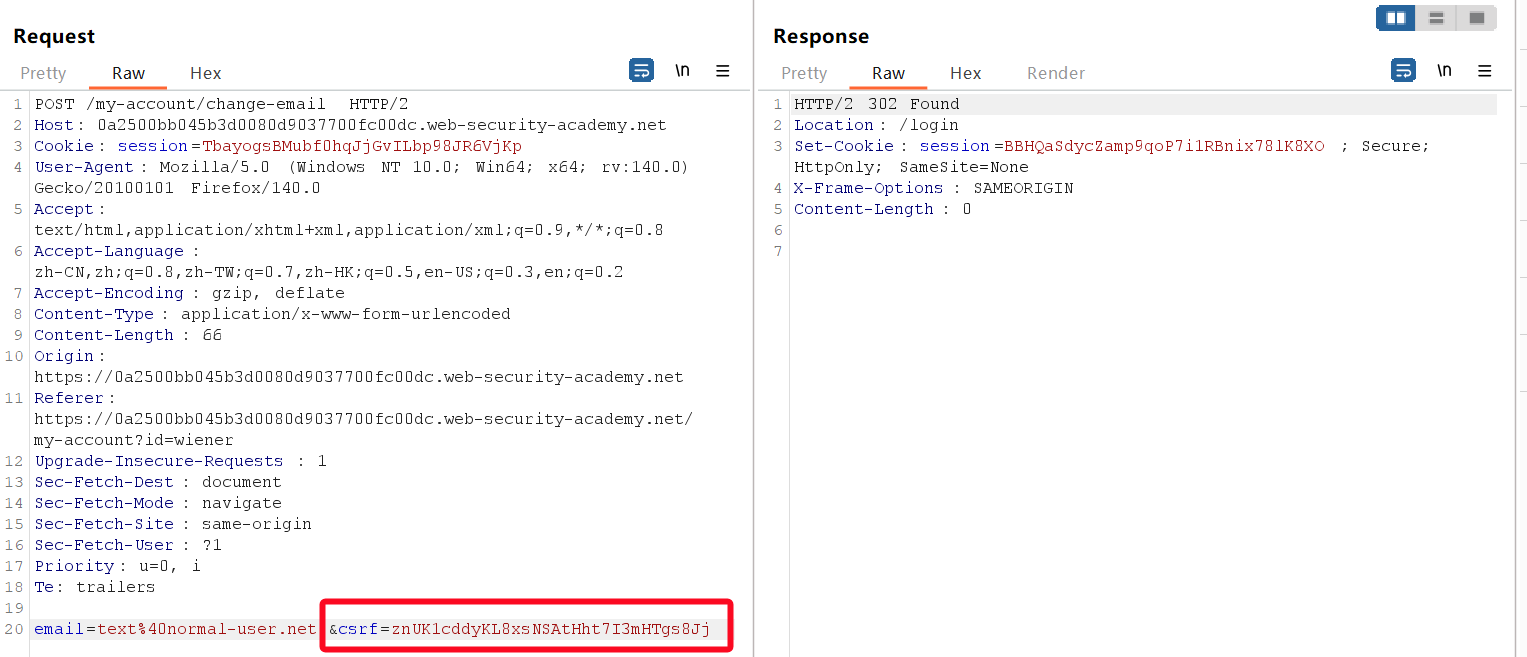 Request
Pretty Raw Hex \n
1 POST /my-account/change-email HTTP/2
2 Host: 0a2500bb045b3d0080d9037700fc00dc.web-security-academy.net
3 Cookie: session=TbayogsBMubf0hqJjGvILbp98JR6VjKp
4 User-Agent: Mozilla/5.0 (Windows NT 10.0; Win64; x64; rv:140.0)
Gecko/20100101 Firefox/140.0
5 Accept:
text/html,application/xhtml+xml,application/xml;q=0.9,*/*;q=0.8
6 Accept-Language:
zh-CN,zh;q=0.8,zh-TW;q=0.7,zh-HK;q=0.5,en-US;q=0.3,en;q=0.2
7 Accept-Encoding: gzip, deflate
8 Content-Type: application/x-www-form-urlencoded
9 Content-Length: 66
10 Origin:
https://0a2500bb045b3d0080d9037700fc00dc.web-security-academy.net
11 Referer:
https://0a2500bb045b3d0080d9037700fc00dc.web-security-academy.net/
my-account?id=wiener
12 Upgrade-Insecure-Requests: 1
13 Sec-Fetch-Dest: document
14 Sec-Fetch-Mode: navigate
15 Sec-Fetch-Site: same-origin
16 Sec-Fetch-User: ?1
17 Priority: u=0, i
18 Te: trailers
19
20 email=text%40normal-user.net&csrf=znUK1cddyKL8xsNSAtHht7I3mHTgs8Jj
Response
Pretty Raw Hex Render \n
1 HTTP/2 302 Found
2 Location: /login
3 Set-Cookie: session=BBHQaSdycZamp9qoP7i1RBnix78lK8XO; Secure;
HttpOnly; SameSite=None
4 X-Frame-Options: SAMEORIGIN
5 Content-Length: 0
6
7